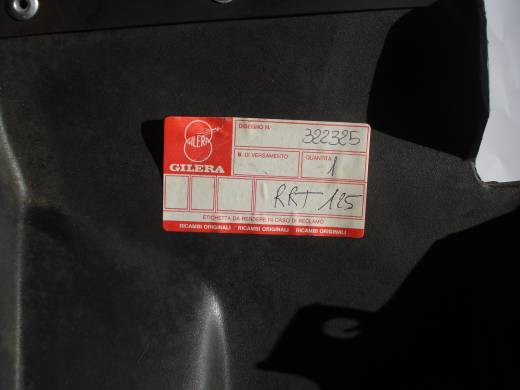 DISEGNO N. 322325
GILERA
N. DI VERSAMENTO
QUANTITÀ 1
GILERA
RRT 125
ETICHETTA DA RENDERE IN CASO DI RECLAMO
RICAMBI ORIGINALI RICAMBI ORIGINALI RICAMBI ORIGINALI